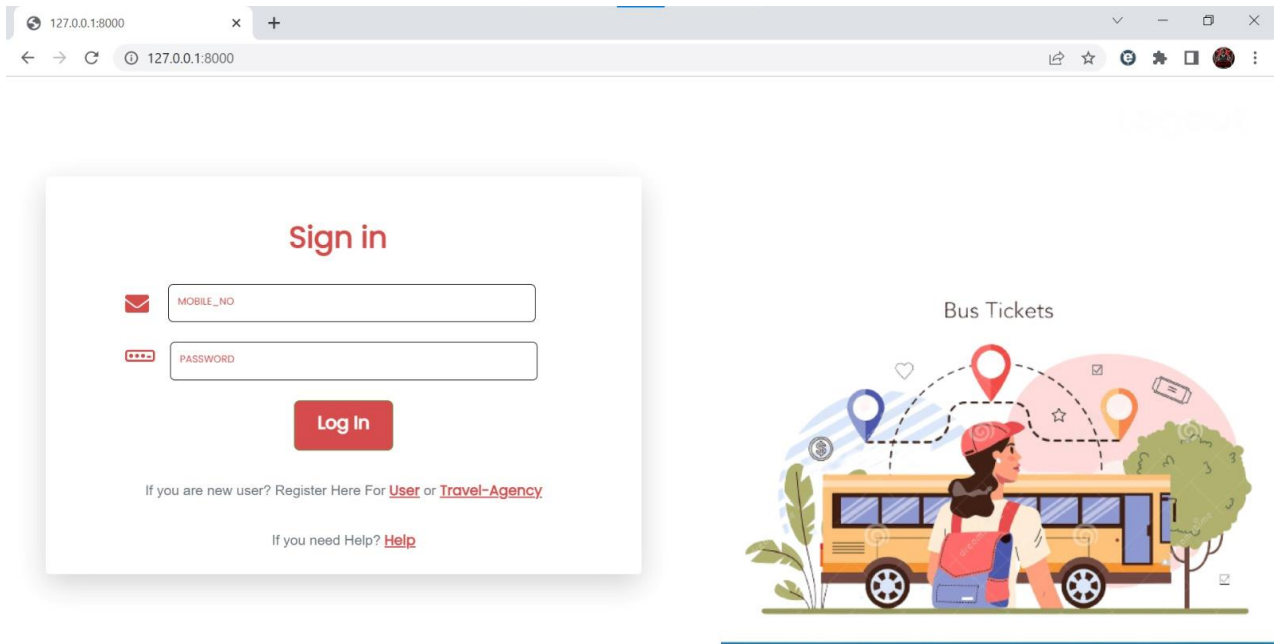 127.0.0.1:8000
127.0.0.1:8000
Sign in
MOBILE_NO
PASSWORD
Log In
If you are new user? Register Here For User or Travel-Agency
If you need Help? Help
Bus Tickets